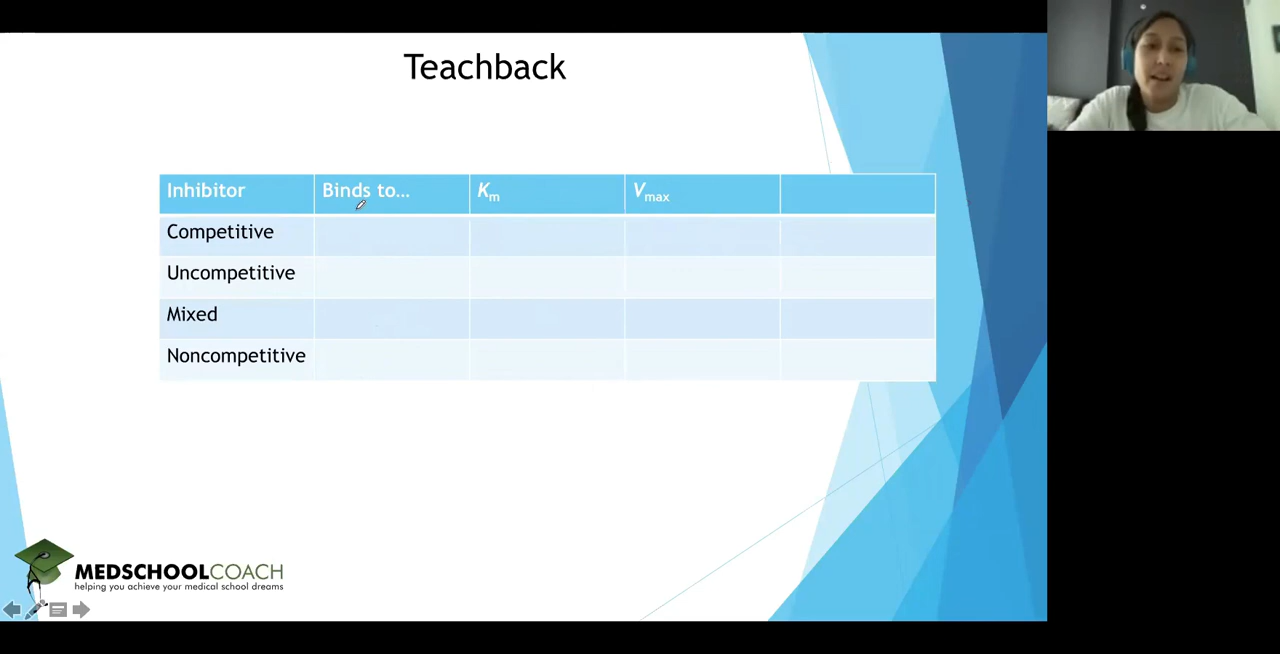 Teachback
Inhibitor Binds to... Km Vmax
Competitive
Uncompetitive
Mixed
Noncompetitive
MEDSCHOOLCOACH
helping you achieve your medical school dreams